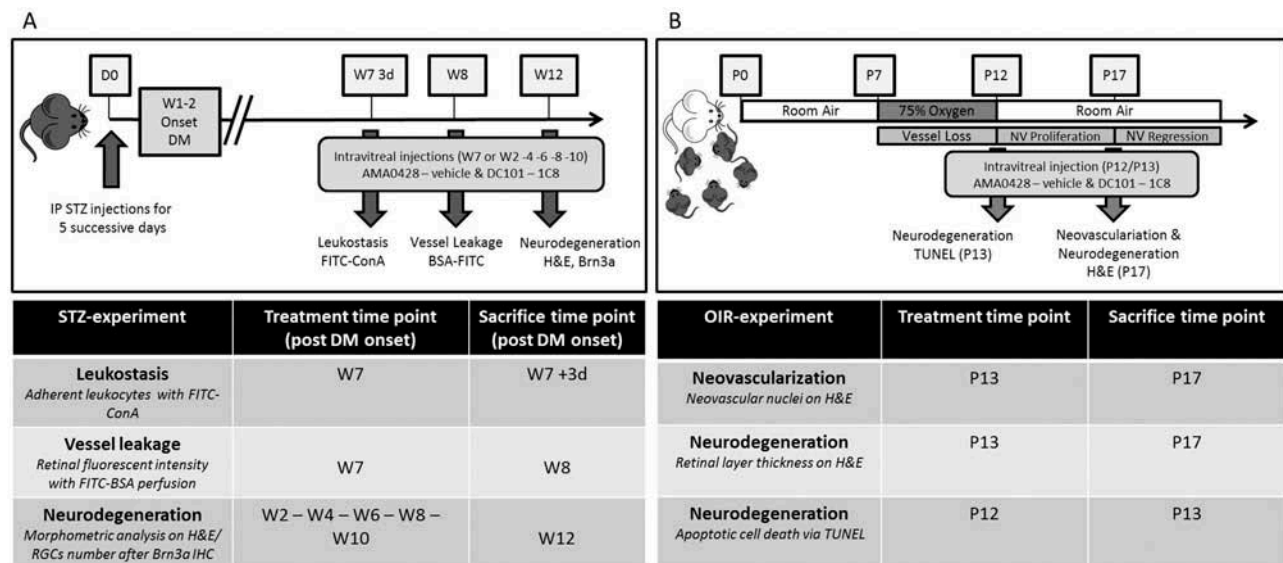 A
D0
W1-2
Onset
DM
W7 3d
W8
W12
Intravitreal injections (W7 or W2 -4 -6 -8 -10)
AMA0428 – vehicle & DC101 – 1C8
IP STZ injections for
5 successive days
Leukostasis
FITC-ConA
Vessel Leakage
BSA-FITC
Neurodegeneration
H&E, Brn3a
STZ-experiment
Treatment time point
(post DM onset)
Sacrifice time point
(post DM onset)
Leukostasis
Adherent leukocytes with FITC-
ConA
W7
W7 +3d
Vessel leakage
Retinal fluorescent intensity
with FITC-BSA perfusion
W7
W8
Neurodegeneration
Morphometric analysis on H&E/
RGCs number after Brn3a IHC
W2 – W4 – W6 – W8 –
W10
W12
B
P0
P7
P12
P17
Room Air
75% Oxygen
Room Air
Vessel Loss
NV Proliferation
NV Regression
Intravitreal injection (P12/P13)
AMA0428 – vehicle & DC101 – 1C8
Neurodegeneration
TUNEL (P13)
Neovasculariation &
Neurodegeneration
H&E (P17)
OIR-experiment
Treatment time point
Sacrifice time point
Neovascularization
Neovascular nuclei on H&E
P13
P17
Neurodegeneration
Retinal layer thickness on H&E
P13
P17
Neurodegeneration
Apoptotic cell death via TUNEL
P12
P13